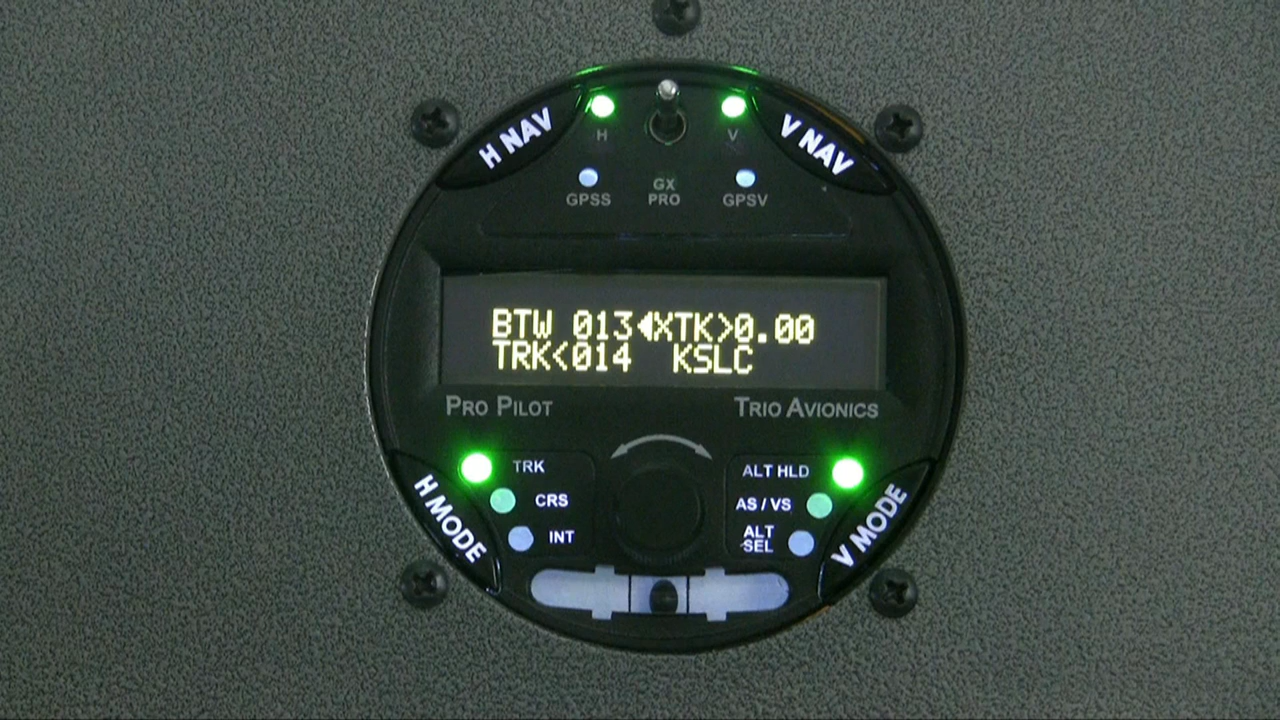 H NAV
V NAV
H
V
GPSS
GX
PRO
GPSV
BTW 013◀XTK>0.00
TRK<014 KSLC
PRO PILOT
TRIO AVIONICS
H MODE
TRK
CRS
INT
ALT HLD
AS / VS
ALT
SEL
V MODE